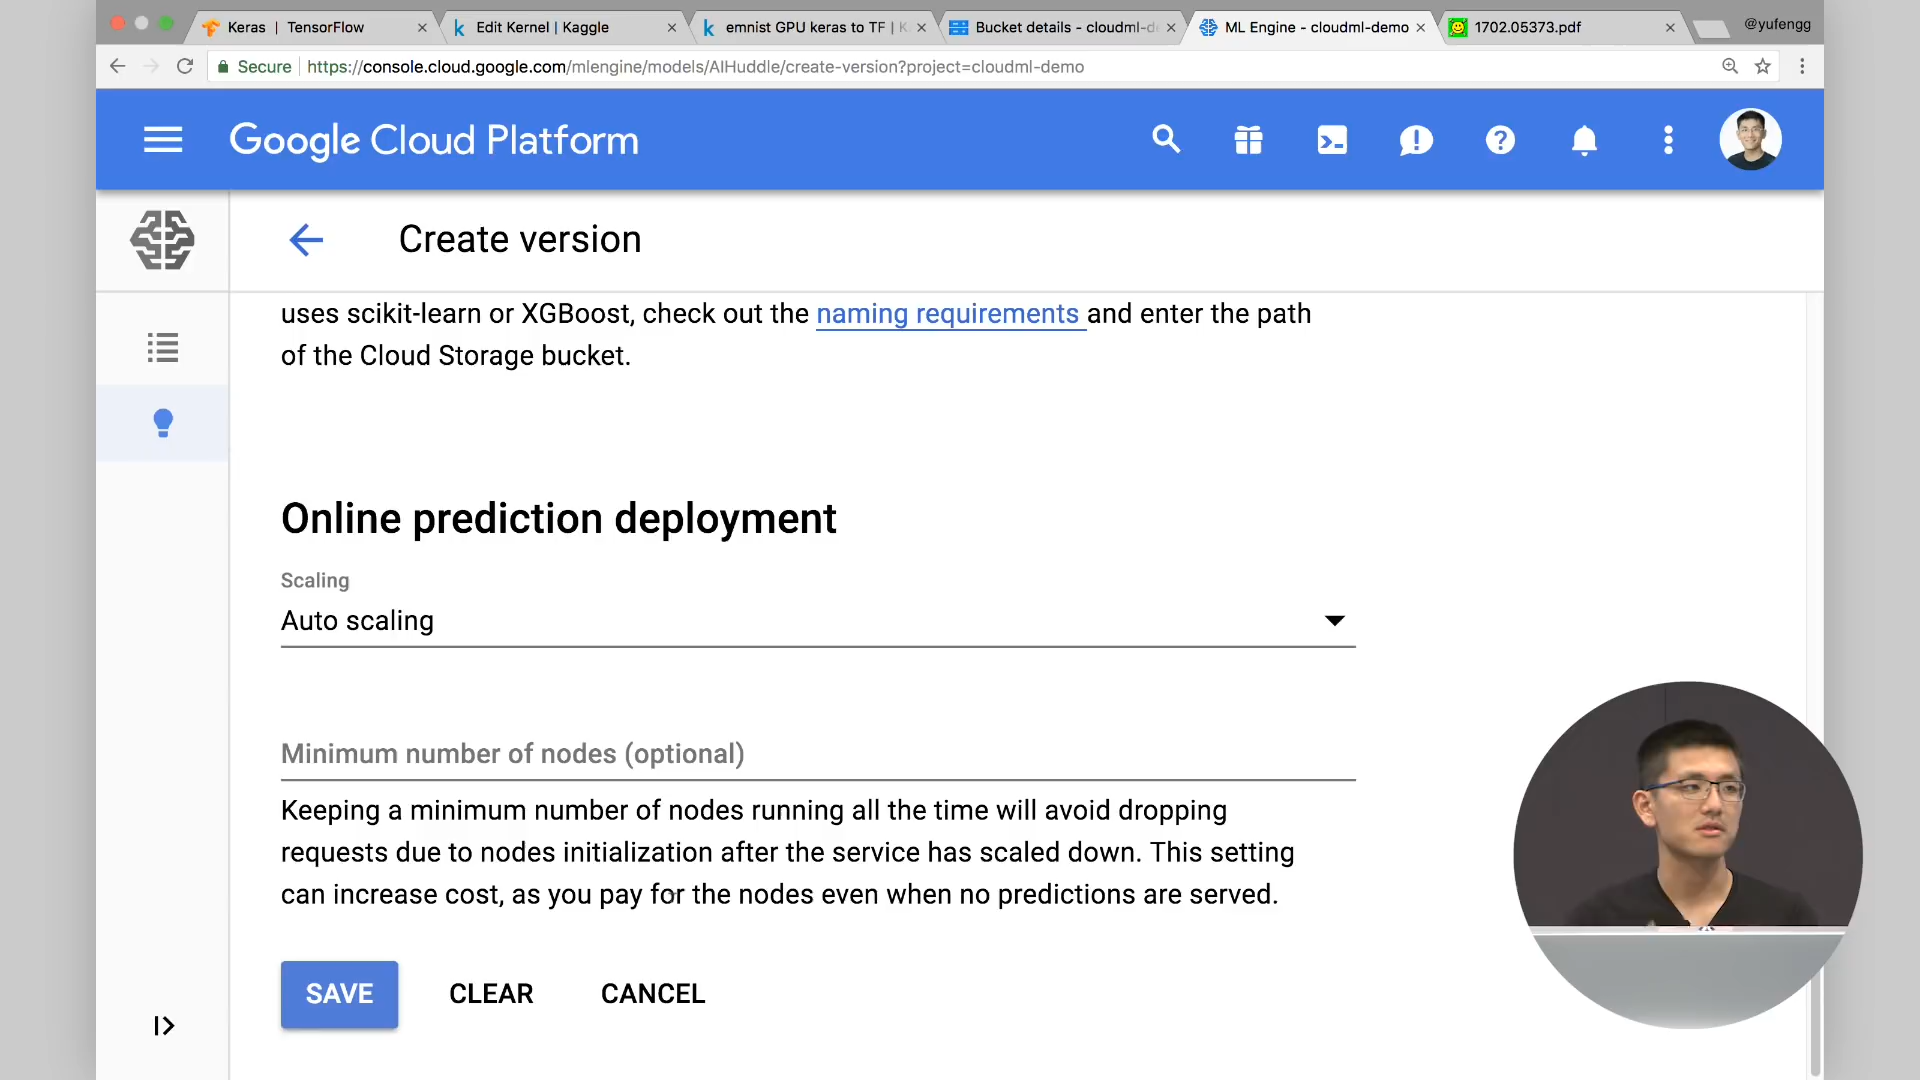 Keras | TensorFlow
Edit Kernel | Kaggle
emnist GPU keras to TF | K
Bucket details - cloudml-de
ML Engine - cloudml-demo
1702.05373.pdf
@yufengg
Secure
https://console.cloud.google.com/mlengine/models/AIHuddle/create-version?project=cloudml-demo
Google Cloud Platform
Create version
uses scikit-learn or XGBoost, check out the naming requirements and enter the path
of the Cloud Storage bucket.
Online prediction deployment
Scaling
Auto scaling
Minimum number of nodes (optional)
Keeping a minimum number of nodes running all the time will avoid dropping
requests due to nodes initialization after the service has scaled down. This setting
can increase cost, as you pay for the nodes even when no predictions are served.
SAVE
CLEAR
CANCEL